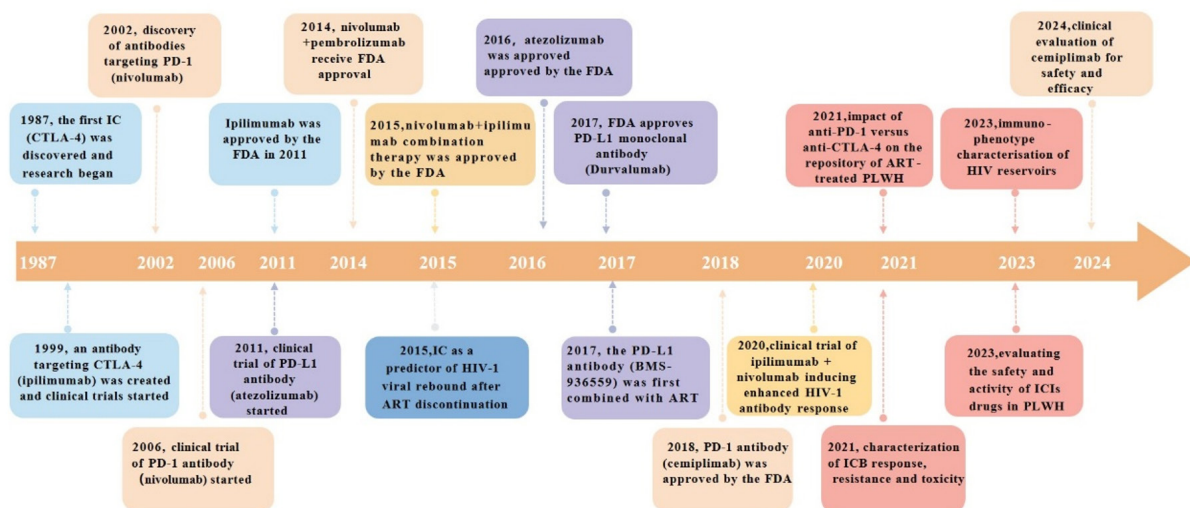 2002, discovery
of antibodies
targeting PD-1
(nivolumab)
2014, nivolumab
+pembrolizumab
receive FDA
approval
2016, atezolizumab
was approved
approved by the FDA
2024,clinical
evaluation of
cemiplimab for
safety and
efficacy
1987, the first IC
(CTLA-4) was
discovered and
research began
Ipilimumab was
approved by the
FDA in 2011
2015,nivolumab+ipilimu
mab combination
therapy was approved
by the FDA
2017, FDA approves
PD-L1 monoclonal
antibody
(Durvalumab)
2021,impact of
anti-PD-1 versus
anti-CTLA-4 on the
repository of ART-
treated PLWH
2023,immuno-
phenotype
characterisation of
HIV reservoirs
1987 2002 2006 2011 2014 2015 2016 2017 2018 2020 2021 2023 2024
1999, an antibody
targeting CTLA-4
(ipilimumab) was created
and clinical trials started
2011, clinical
trial of PD-L1
antibody
(atezolizumab)
started
2015,IC as a
predictor of HIV-1
viral rebound after
ART discontinuation
2017, the PD-L1
antibody (BMS-
936559) was first
combined with ART
2020,clinical trial of
ipilimumab +
nivolumab inducing
enhanced HIV-1
antibody response
2023,evaluating
the safety and
activity of ICIs
drugs in PLWH
2006, clinical trial
of PD-1 antibody
(nivolumab) started
2018, PD-1 antibody
(cemiplimab) was
approved by the FDA
2021, characterization
of ICB response,
resistance and toxicity